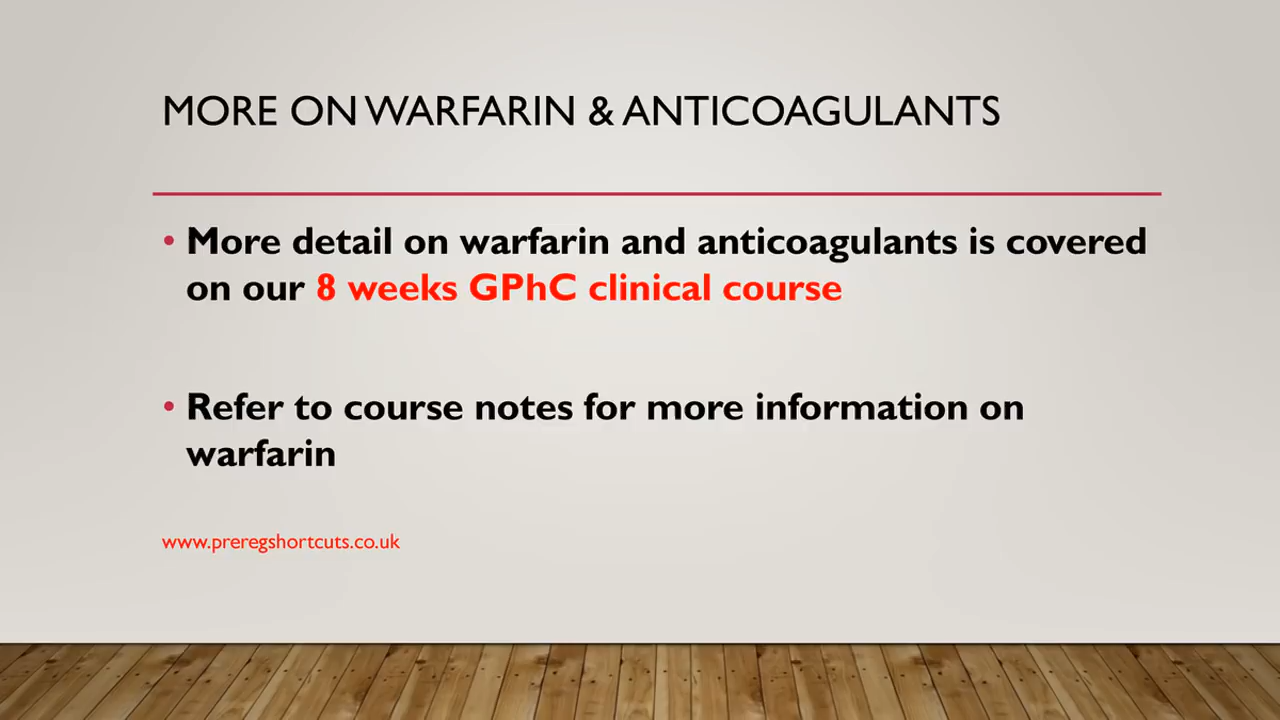 MORE ON WARFARIN & ANTICOAGULANTS
• More detail on warfarin and anticoagulants is covered
on our 8 weeks GPhC clinical course
• Refer to course notes for more information on
warfarin
www.preregshortcuts.co.uk